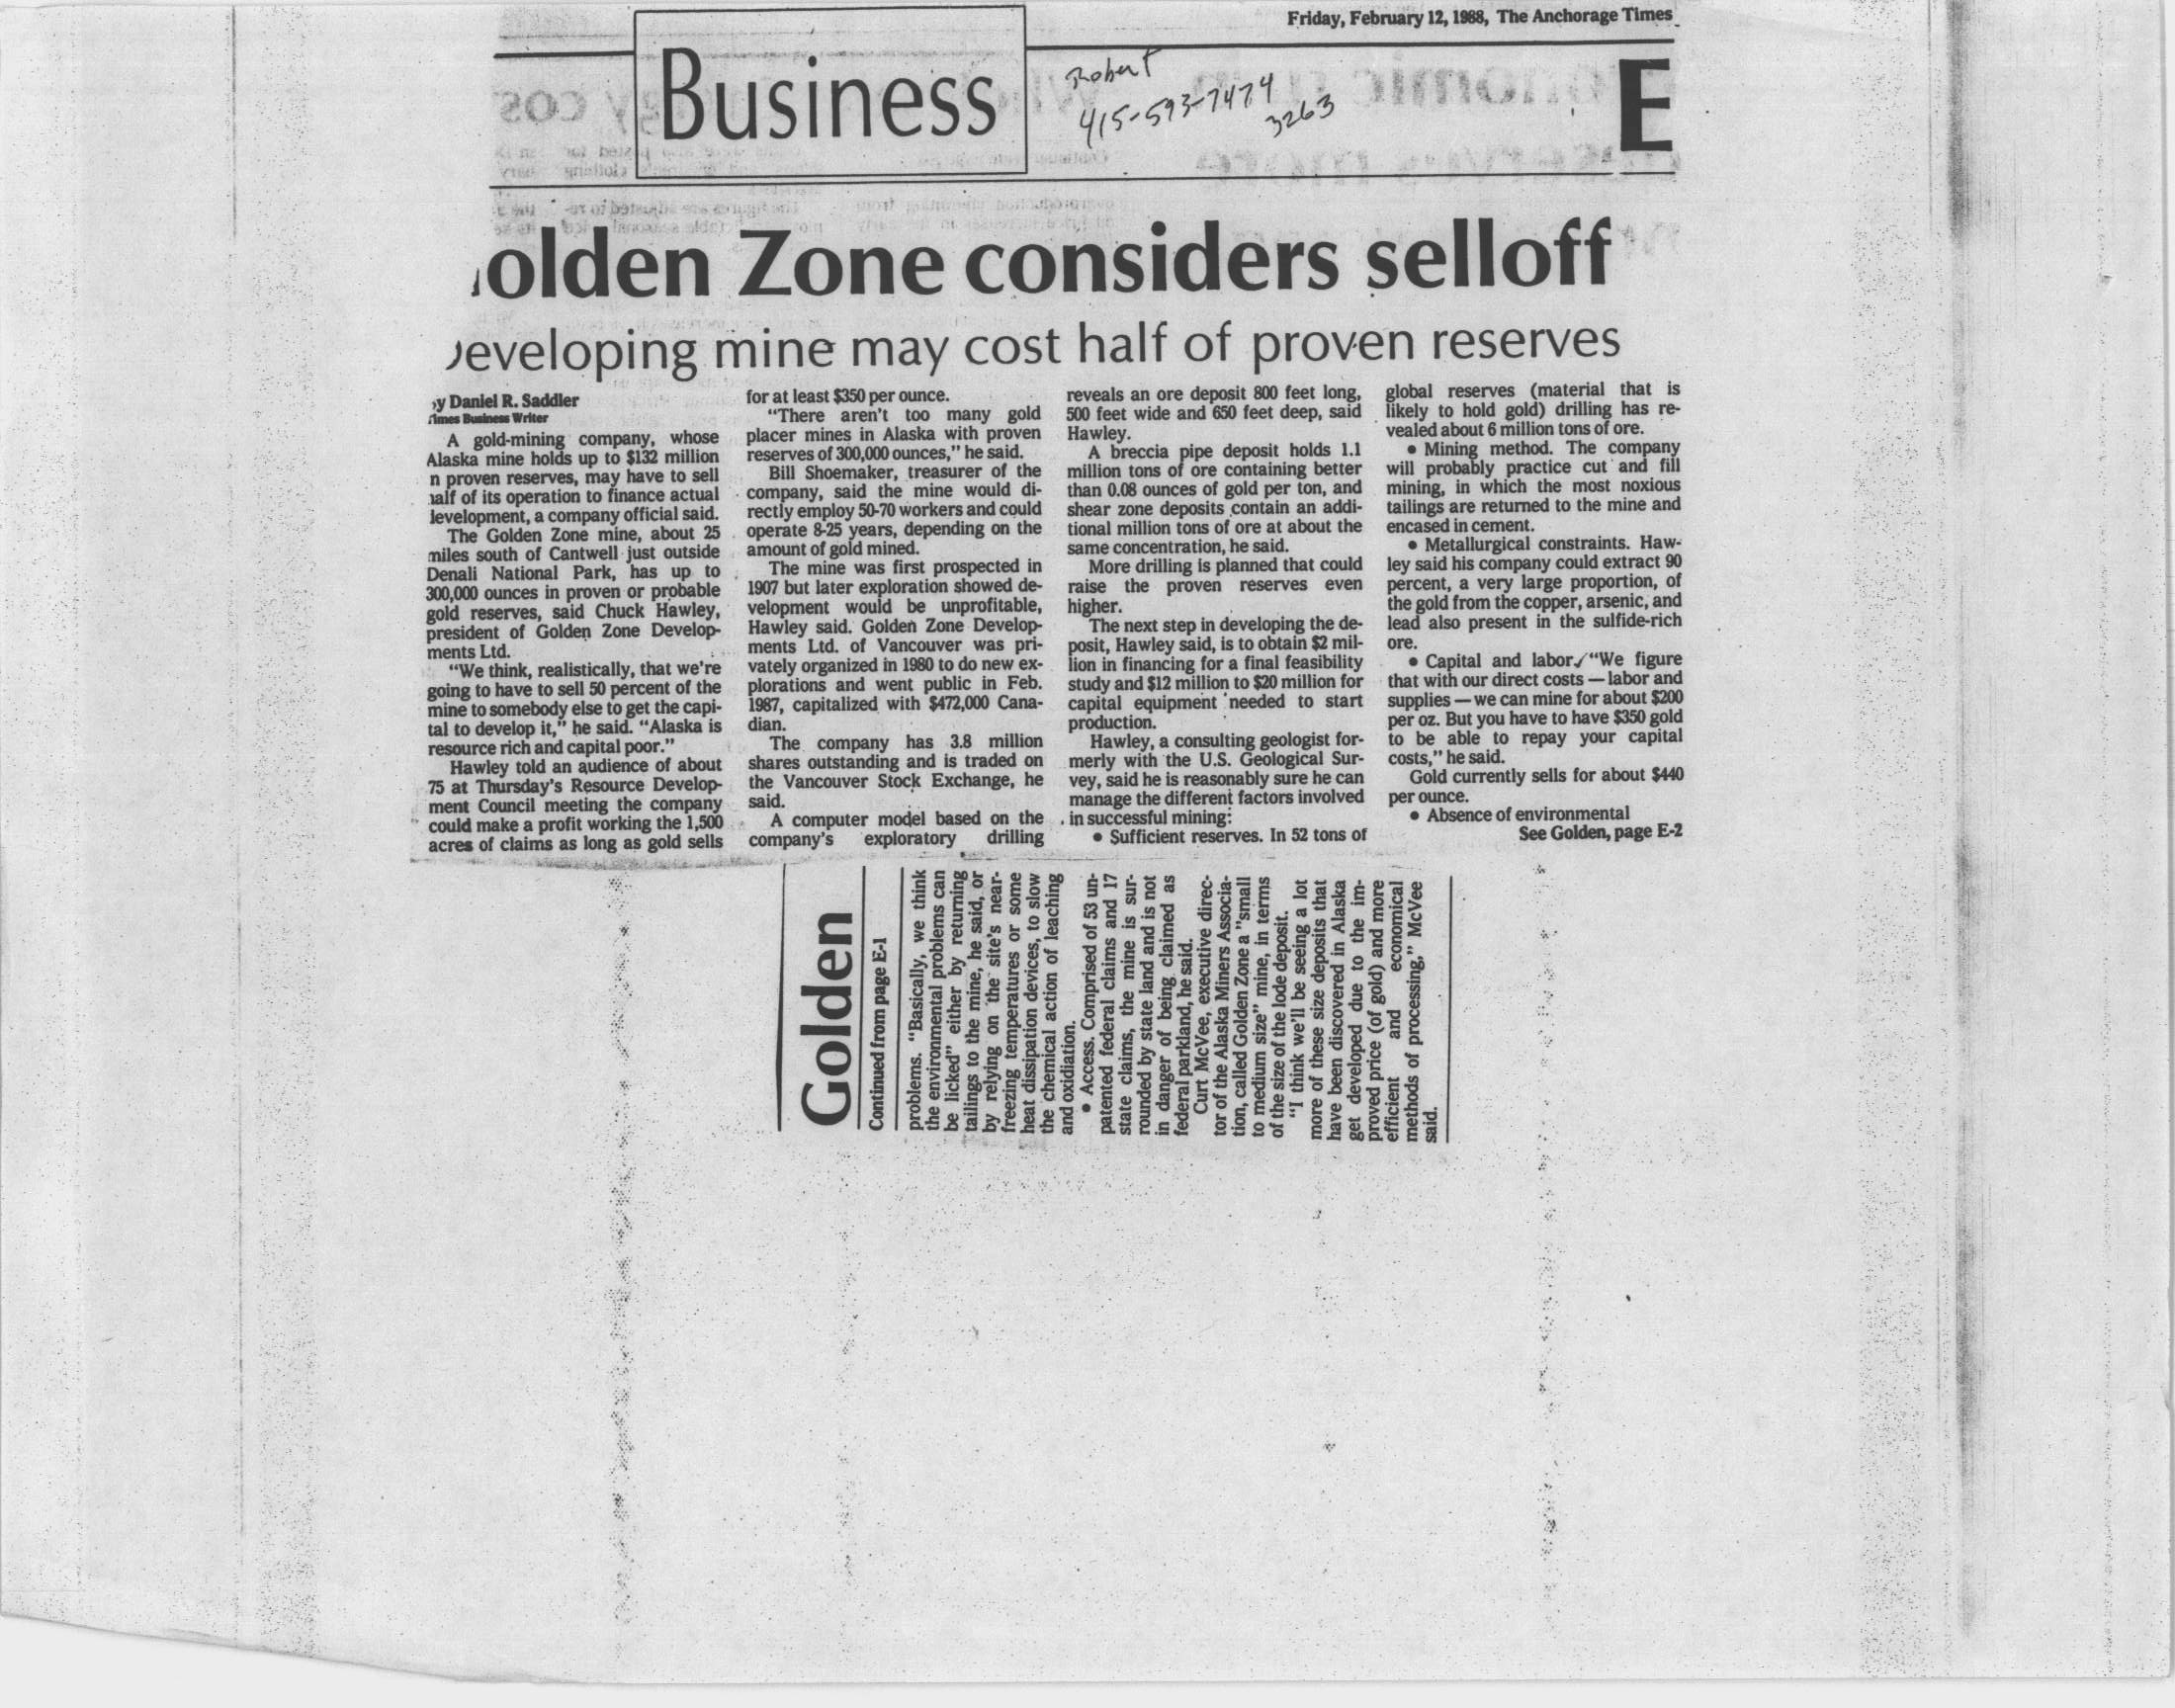 Friday, February 12, 1988, The Anchorage Times
Business
Robert
415-593-7474
3263
E
olden Zone considers selloff
eveloping mine may cost half of proven reserves
y Daniel R. Saddler
Times Business Writer
A gold-mining company, whose
Alaska mine holds up to $132 million
n proven reserves, may have to sell
half of its operation to finance actual
development, a company official said.
The Golden Zone mine, about 25
miles south of Cantwell just outside
Denali National Park, has up to
300,000 ounces in proven or probable
gold reserves, said Chuck Hawley,
president of Golden Zone Develop-
ments Ltd.
"We think, realistically, that we're
going to have to sell 50 percent of the
mine to somebody else to get the capi-
tal to develop it," he said. "Alaska is
resource rich and capital poor."
Hawley told an audience of about
75 at Thursday's Resource Develop-
ment Council meeting the company
could make a profit working the 1,500
acres of claims as long as gold sells
for at least $350 per ounce.
"There aren't too many gold
placer mines in Alaska with proven
reserves of 300,000 ounces," he said.
Bill Shoemaker, treasurer of the
company, said the mine would di-
rectly employ 50-70 workers and could
operate 8-25 years, depending on the
amount of gold mined.
The mine was first prospected in
1907 but later exploration showed de-
velopment would be unprofitable,
Hawley said. Golden Zone Develop-
ments Ltd. of Vancouver was pri-
vately organized in 1980 to do new ex-
plorations and went public in Feb.
1987, capitalized with $472,000 Cana-
dian.
The company has 3.8 million
shares outstanding and is traded on
the Vancouver Stock Exchange, he
said.
A computer model based on the
company's exploratory drilling
reveals an ore deposit 800 feet long,
500 feet wide and 650 feet deep, said
Hawley.
A breccia pipe deposit holds 1.1
million tons of ore containing better
than 0.08 ounces of gold per ton, and
shear zone deposits contain an addi-
tional million tons of ore at about the
same concentration, he said.
More drilling is planned that could
raise the proven reserves even
higher.
The next step in developing the de-
posit, Hawley said, is to obtain $2 mil-
lion in financing for a final feasibility
study and $12 million to $20 million for
capital equipment needed to start
production.
Hawley, a consulting geologist for-
merly with the U.S. Geological Sur-
vey, said he is reasonably sure he can
manage the different factors involved
in successful mining:
• Sufficient reserves. In 52 tons of
global reserves (material that is
likely to hold gold) drilling has re-
vealed about 6 million tons of ore.
• Mining method. The company
will probably practice cut and fill
mining, in which the most noxious
tailings are returned to the mine and
encased in cement.
• Metallurgical constraints. Haw-
ley said his company could extract 90
percent, a very large proportion, of
the gold from the copper, arsenic, and
lead also present in the sulfide-rich
ore.
• Capital and labor. "We figure
that with our direct costs — labor and
supplies — we can mine for about $200
per oz. But you have to have $350 gold
to be able to repay your capital
costs," he said.
Gold currently sells for about $440
per ounce.
• Absence of environmental
See Golden, page E-2
Golden
Continued from page E-1
problems. "Basically, we think
the environmental problems can
be licked" either by returning
tailings to the mine, he said, or
by relying on the site's near-
freezing temperatures or some
heat dissipation devices, to slow
the chemical action of leaching
and oxidiation.
• Access. Comprised of 53 un-
patented federal claims and 17
state claims, the mine is sur-
rounded by state land and is not
in danger of being claimed as
federal parkland, he said.
Curt McVee, executive direc-
tor of the Alaska Miners Associa-
tion, called Golden Zone a "small
to medium size" mine, in terms
of the size of the lode deposit.
"I think we'll be seeing a lot
more of these size deposits that
have been discovered in Alaska
get developed due to the im-
proved price (of gold) and more
efficient and economical
methods of processing," McVee
said.